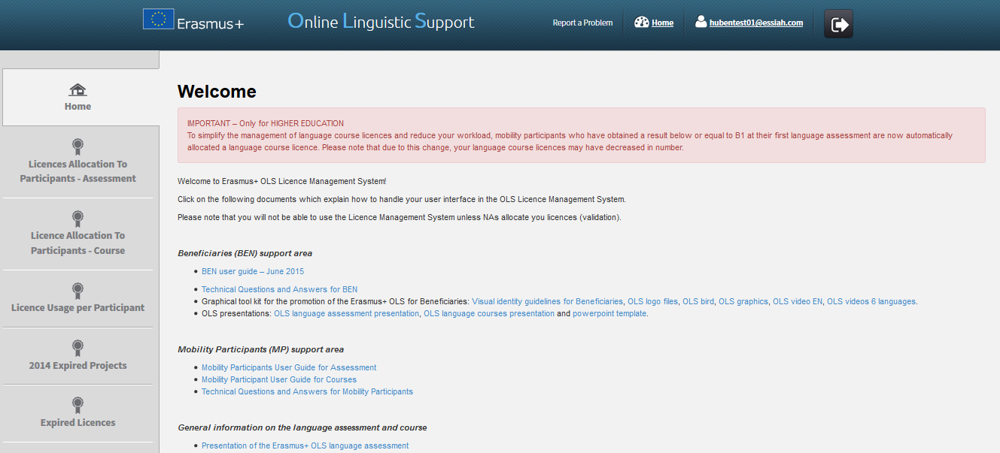 Erasmus+
Online Linguistic Support
Report a Problem
Home
hubentest01@essiah.com
Home
Licences Allocation To
Participants - Assessment
Licence Allocation To
Participants - Course
Licence Usage per Participant
2014 Expired Projects
Expired Licences
Welcome
IMPORTANT – Only for HIGHER EDUCATION
To simplify the management of language course licences and reduce your workload, mobility participants who have obtained a result below or equal to B1 at their first language assessment are now automatically
allocated a language course licence. Please note that due to this change, your language course licences may have decreased in number.
Welcome to Erasmus+ OLS Licence Management System!
Click on the following documents which explain how to handle your user interface in the OLS Licence Management System.
Please note that you will not be able to use the Licence Management System unless NAs allocate you licences (validation).
Beneficiaries (BEN) support area
• BEN user guide – June 2015
• Technical Questions and Answers for BEN
• Graphical tool kit for the promotion of the Erasmus+ OLS for Beneficiaries: Visual identity guidelines for Beneficiaries, OLS logo files, OLS bird, OLS graphics, OLS video EN, OLS videos 6 languages.
• OLS presentations: OLS language assessment presentation, OLS language courses presentation and powerpoint template.
Mobility Participants (MP) support area
• Mobility Participants User Guide for Assessment
• Mobility Participant User Guide for Courses
• Technical Questions and Answers for Mobility Participants
General information on the language assessment and course
• Presentation of the Erasmus+ OLS language assessment